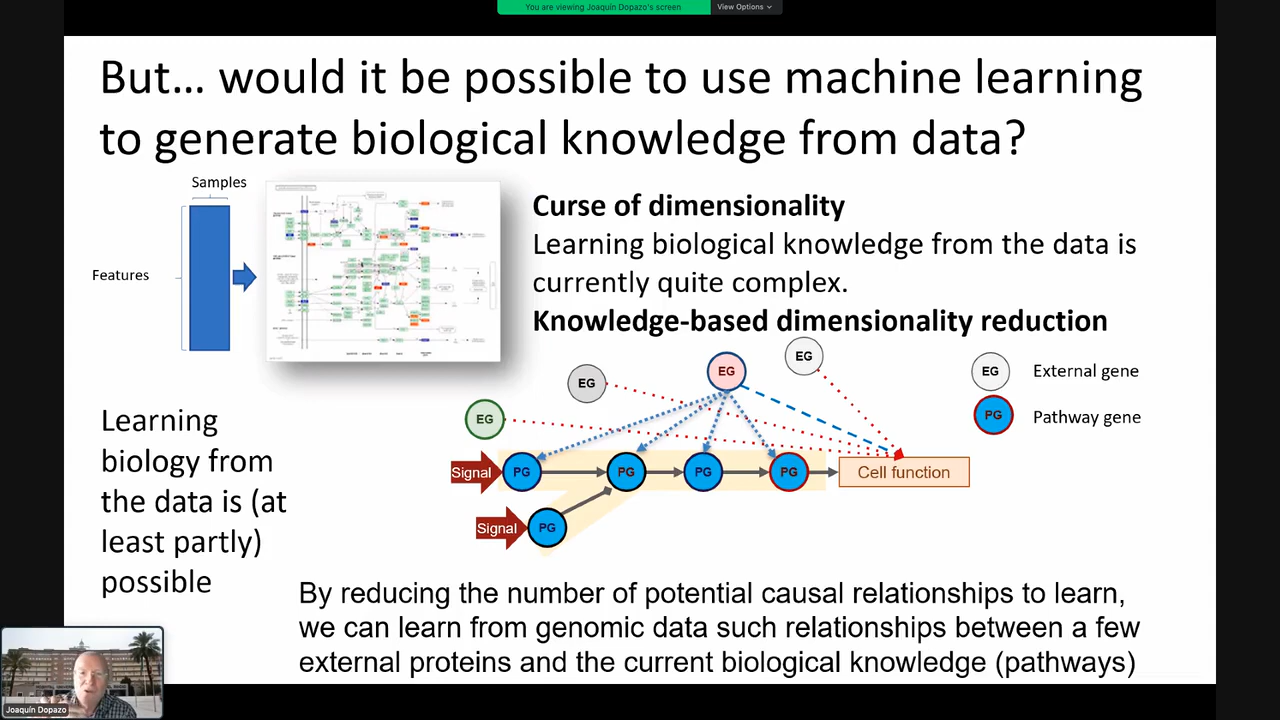 You are viewing Joaquín Dopazo's screen
View Options
But... would it be possible to use machine learning
to generate biological knowledge from data?
Samples
Features
Curse of dimensionality
Learning biological knowledge from the data is
currently quite complex.
Knowledge-based dimensionality reduction
EG
EG
EG
EG
EG
External gene
PG
Pathway gene
Signal
PG
PG
PG
PG
Cell function
Signal
PG
Learning
biology from
the data is (at
least partly)
possible
By reducing the number of potential causal relationships to learn,
we can learn from genomic data such relationships between a few
external proteins and the current biological knowledge (pathways)
Joaquín Dopazo